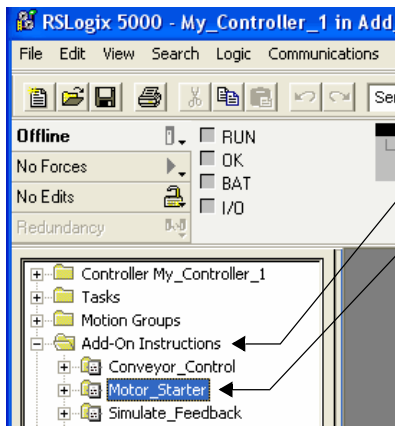 RSLogix 5000 - My_Controller_1 in Add_
File Edit View Search Logic Communications
Offline
RUN
No Forces
OK
No Edits
BAT
Redundancy
I/O
Controller My_Controller_1
Tasks
Motion Groups
Add-On Instructions
Conveyor_Control
Motor_Starter
Simulate_Feedback